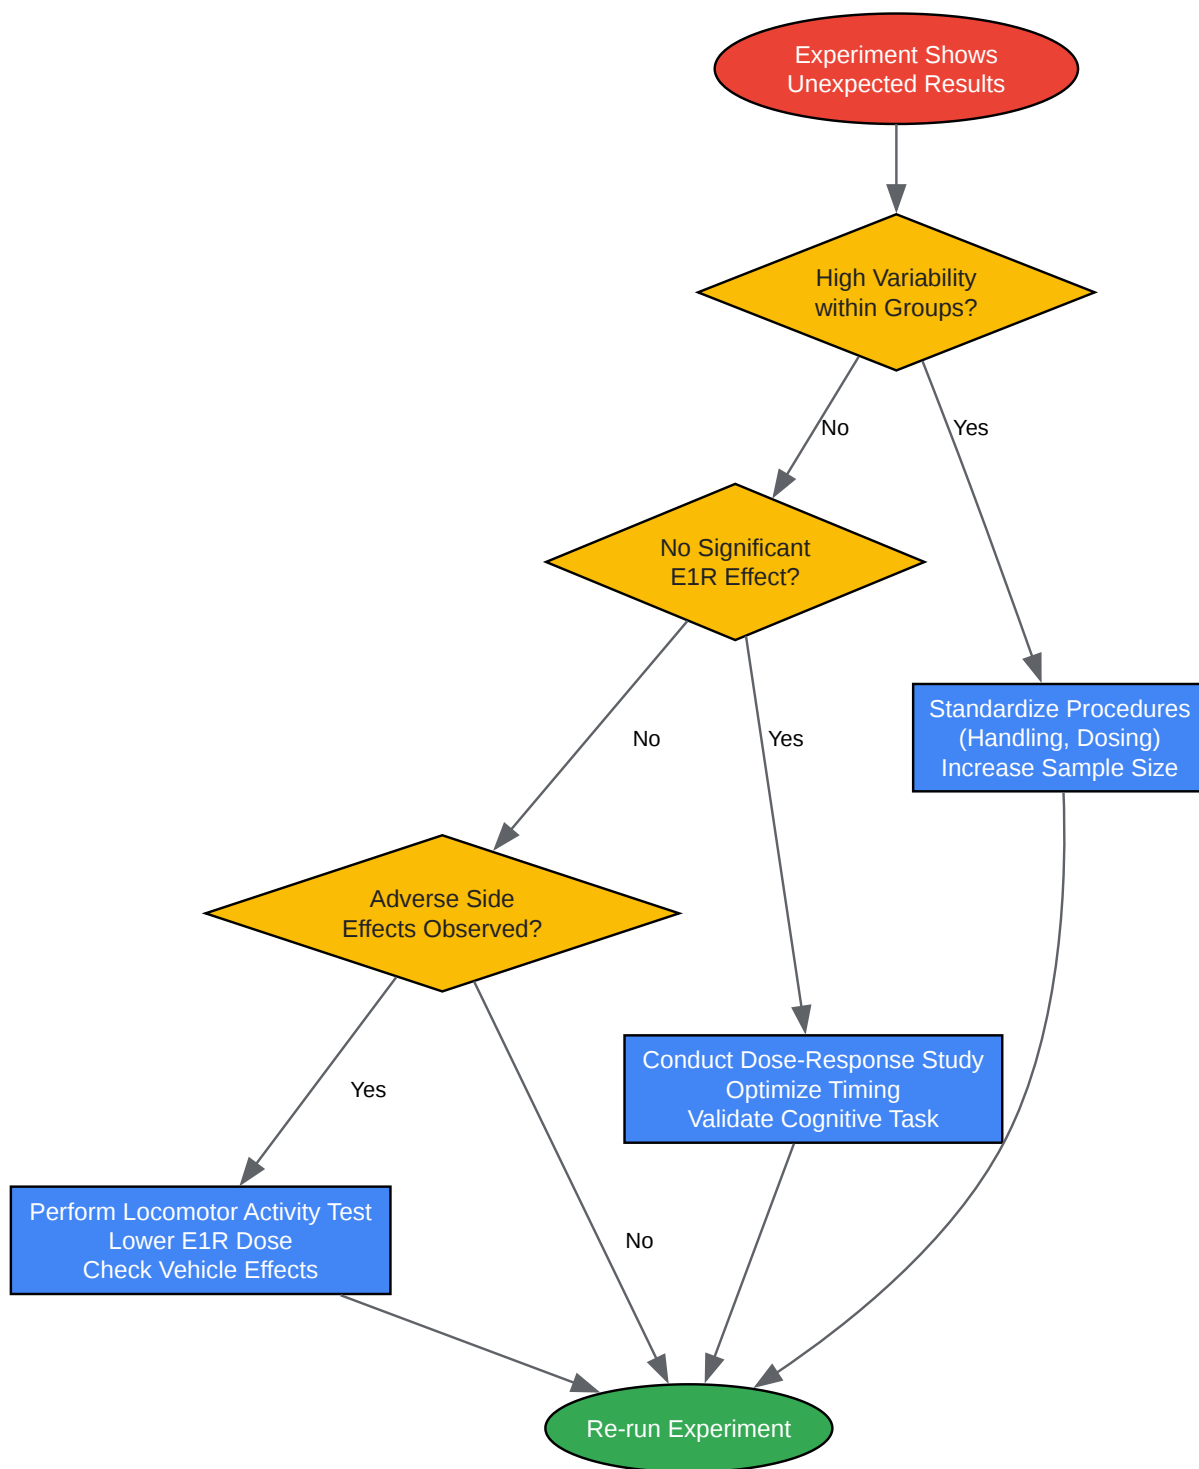 Experiment Shows
Unexpected Results
High Variability
within Groups?
No
Yes
No Significant
E1R Effect?
Standardize Procedures
(Handling, Dosing)
Increase Sample Size
No
Yes
Adverse Side
Effects Observed?
Conduct Dose-Response Study
Optimize Timing
Validate Cognitive Task
Yes
Perform Locomotor Activity Test
Lower E1R Dose
Check Vehicle Effects
No
Re-run Experiment